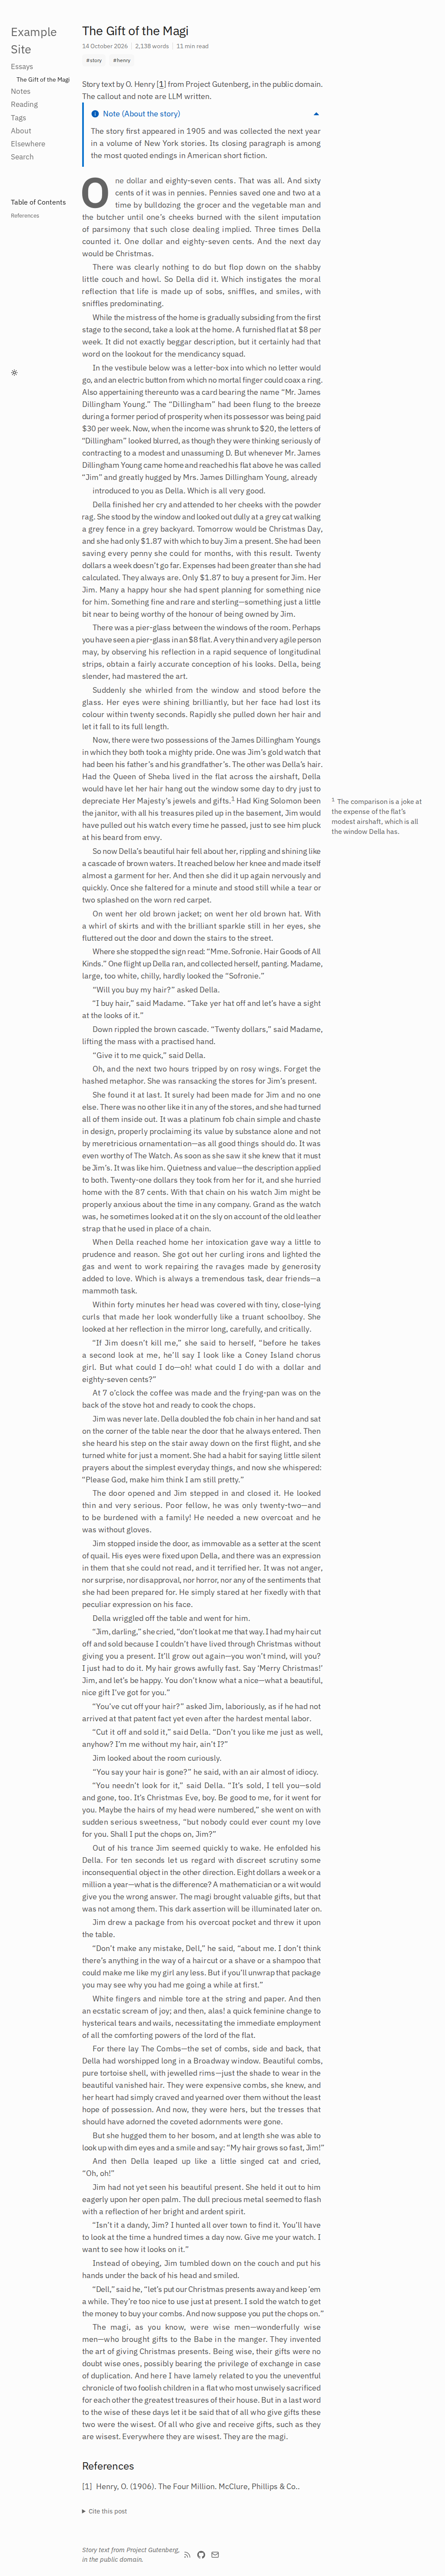 Example
Site
Essays
The Gift of the Magi
Notes
Reading
Tags
About
Elsewhere
Search
Table of Contents
References
The Gift of the Magi
14 October 2026 | 2,138 words | 11 min read
#story #henry
Story text by O. Henry [1] from Project Gutenberg, in the public domain.
The callout and note are LLM written.
Note (About the story)
The story first appeared in 1905 and was collected the next year
in a volume of New York stories. Its closing paragraph is among
the most quoted endings in American short fiction.
One dollar and eighty-seven cents. That was all. And sixty
cents of it was in pennies. Pennies saved one and two at a
time by bulldozing the grocer and the vegetable man and
the butcher until one’s cheeks burned with the silent imputation
of parsimony that such close dealing implied. Three times Della
counted it. One dollar and eighty-seven cents. And the next day
would be Christmas.
There was clearly nothing to do but flop down on the shabby
little couch and howl. So Della did it. Which instigates the moral
reflection that life is made up of sobs, sniffles, and smiles, with
sniffles predominating.
While the mistress of the home is gradually subsiding from the first
stage to the second, take a look at the home. A furnished flat at $8 per
week. It did not exactly beggar description, but it certainly had that
word on the lookout for the mendicancy squad.
In the vestibule below was a letter-box into which no letter would
go, and an electric button from which no mortal finger could coax a ring.
Also appertaining thereunto was a card bearing the name “Mr. James
Dillingham Young.” The “Dillingham” had been flung to the breeze
during a former period of prosperity when its possessor was being paid
$30 per week. Now, when the income was shrunk to $20, the letters of
“Dillingham” looked blurred, as though they were thinking seriously of
contracting to a modest and unassuming D. But whenever Mr. James
Dillingham Young came home and reached his flat above he was called
“Jim” and greatly hugged by Mrs. James Dillingham Young, already
introduced to you as Della. Which is all very good.
Della finished her cry and attended to her cheeks with the powder
rag. She stood by the window and looked out dully at a grey cat walking
a grey fence in a grey backyard. Tomorrow would be Christmas Day,
and she had only $1.87 with which to buy Jim a present. She had been
saving every penny she could for months, with this result. Twenty
dollars a week doesn’t go far. Expenses had been greater than she had
calculated. They always are. Only $1.87 to buy a present for Jim. Her
Jim. Many a happy hour she had spent planning for something nice
for him. Something fine and rare and sterling—something just a little
bit near to being worthy of the honour of being owned by Jim.
There was a pier-glass between the windows of the room. Perhaps
you have seen a pier-glass in an $8 flat. A very thin and very agile person
may, by observing his reflection in a rapid sequence of longitudinal
strips, obtain a fairly accurate conception of his looks. Della, being
slender, had mastered the art.
Suddenly she whirled from the window and stood before the
glass. Her eyes were shining brilliantly, but her face had lost its
colour within twenty seconds. Rapidly she pulled down her hair and
let it fall to its full length.
Now, there were two possessions of the James Dillingham Youngs
in which they both took a mighty pride. One was Jim’s gold watch that
had been his father’s and his grandfather’s. The other was Della’s hair.
Had the Queen of Sheba lived in the flat across the airshaft, Della
would have let her hair hang out the window some day to dry just to
depreciate Her Majesty’s jewels and gifts.1 Had King Solomon been
the janitor, with all his treasures piled up in the basement, Jim would
have pulled out his watch every time he passed, just to see him pluck
at his beard from envy.
1 The comparison is a joke at
the expense of the flat’s
modest airshaft, which is all
the window Della has.
So now Della’s beautiful hair fell about her, rippling and shining like
a cascade of brown waters. It reached below her knee and made itself
almost a garment for her. And then she did it up again nervously and
quickly. Once she faltered for a minute and stood still while a tear or
two splashed on the worn red carpet.
On went her old brown jacket; on went her old brown hat. With
a whirl of skirts and with the brilliant sparkle still in her eyes, she
fluttered out the door and down the stairs to the street.
Where she stopped the sign read: “Mme. Sofronie. Hair Goods of All
Kinds.” One flight up Della ran, and collected herself, panting. Madame,
large, too white, chilly, hardly looked the “Sofronie.”
“Will you buy my hair?” asked Della.
“I buy hair,” said Madame. “Take yer hat off and let’s have a sight
at the looks of it.”
Down rippled the brown cascade. “Twenty dollars,” said Madame,
lifting the mass with a practised hand.
“Give it to me quick,” said Della.
Oh, and the next two hours tripped by on rosy wings. Forget the
hashed metaphor. She was ransacking the stores for Jim’s present.
She found it at last. It surely had been made for Jim and no one
else. There was no other like it in any of the stores, and she had turned
all of them inside out. It was a platinum fob chain simple and chaste
in design, properly proclaiming its value by substance alone and not
by meretricious ornamentation—as all good things should do. It was
even worthy of The Watch. As soon as she saw it she knew that it must
be Jim’s. It was like him. Quietness and value—the description applied
to both. Twenty-one dollars they took from her for it, and she hurried
home with the 87 cents. With that chain on his watch Jim might be
properly anxious about the time in any company. Grand as the watch
was, he sometimes looked at it on the sly on account of the old leather
strap that he used in place of a chain.
When Della reached home her intoxication gave way a little to
prudence and reason. She got out her curling irons and lighted the
gas and went to work repairing the ravages made by generosity
added to love. Which is always a tremendous task, dear friends—a
mammoth task.
Within forty minutes her head was covered with tiny, close-lying
curls that made her look wonderfully like a truant schoolboy. She
looked at her reflection in the mirror long, carefully, and critically.
“If Jim doesn’t kill me,” she said to herself, “before he takes
a second look at me, he’ll say I look like a Coney Island chorus
girl. But what could I do—oh! what could I do with a dollar and
eighty-seven cents?”
At 7 o’clock the coffee was made and the frying-pan was on the
back of the stove hot and ready to cook the chops.
Jim was never late. Della doubled the fob chain in her hand and sat
on the corner of the table near the door that he always entered. Then
she heard his step on the stair away down on the first flight, and she
turned white for just a moment. She had a habit for saying little silent
prayers about the simplest everyday things, and now she whispered:
“Please God, make him think I am still pretty.”
The door opened and Jim stepped in and closed it. He looked
thin and very serious. Poor fellow, he was only twenty-two—and
to be burdened with a family! He needed a new overcoat and he
was without gloves.
Jim stopped inside the door, as immovable as a setter at the scent
of quail. His eyes were fixed upon Della, and there was an expression
in them that she could not read, and it terrified her. It was not anger,
nor surprise, nor disapproval, nor horror, nor any of the sentiments that
she had been prepared for. He simply stared at her fixedly with that
peculiar expression on his face.
Della wriggled off the table and went for him.
“Jim, darling,” she cried, “don’t look at me that way. I had my hair cut
off and sold because I couldn’t have lived through Christmas without
giving you a present. It’ll grow out again—you won’t mind, will you?
I just had to do it. My hair grows awfully fast. Say ‘Merry Christmas!’
Jim, and let’s be happy. You don’t know what a nice—what a beautiful,
nice gift I’ve got for you.”
“You’ve cut off your hair?” asked Jim, laboriously, as if he had not
arrived at that patent fact yet even after the hardest mental labor.
“Cut it off and sold it,” said Della. “Don’t you like me just as well,
anyhow? I’m me without my hair, ain’t I?”
Jim looked about the room curiously.
“You say your hair is gone?” he said, with an air almost of idiocy.
“You needn’t look for it,” said Della. “It’s sold, I tell you—sold
and gone, too. It’s Christmas Eve, boy. Be good to me, for it went for
you. Maybe the hairs of my head were numbered,” she went on with
sudden serious sweetness, “but nobody could ever count my love
for you. Shall I put the chops on, Jim?”
Out of his trance Jim seemed quickly to wake. He enfolded his
Della. For ten seconds let us regard with discreet scrutiny some
inconsequential object in the other direction. Eight dollars a week or a
million a year—what is the difference? A mathematician or a wit would
give you the wrong answer. The magi brought valuable gifts, but that
was not among them. This dark assertion will be illuminated later on.
Jim drew a package from his overcoat pocket and threw it upon
the table.
“Don’t make any mistake, Dell,” he said, “about me. I don’t think
there’s anything in the way of a haircut or a shave or a shampoo that
could make me like my girl any less. But if you’ll unwrap that package
you may see why you had me going a while at first.”
White fingers and nimble tore at the string and paper. And then
an ecstatic scream of joy; and then, alas! a quick feminine change to
hysterical tears and wails, necessitating the immediate employment
of all the comforting powers of the lord of the flat.
For there lay The Combs—the set of combs, side and back, that
Della had worshipped long in a Broadway window. Beautiful combs,
pure tortoise shell, with jewelled rims—just the shade to wear in the
beautiful vanished hair. They were expensive combs, she knew, and
her heart had simply craved and yearned over them without the least
hope of possession. And now, they were hers, but the tresses that
should have adorned the coveted adornments were gone.
But she hugged them to her bosom, and at length she was able to
look up with dim eyes and a smile and say: “My hair grows so fast, Jim!”
And then Della leaped up like a little singed cat and cried,
“Oh, oh!”
Jim had not yet seen his beautiful present. She held it out to him
eagerly upon her open palm. The dull precious metal seemed to flash
with a reflection of her bright and ardent spirit.
“Isn’t it a dandy, Jim? I hunted all over town to find it. You’ll have
to look at the time a hundred times a day now. Give me your watch. I
want to see how it looks on it.”
Instead of obeying, Jim tumbled down on the couch and put his
hands under the back of his head and smiled.
“Dell,” said he, “let’s put our Christmas presents away and keep ’em
a while. They’re too nice to use just at present. I sold the watch to get
the money to buy your combs. And now suppose you put the chops on.”
The magi, as you know, were wise men—wonderfully wise
men—who brought gifts to the Babe in the manger. They invented
the art of giving Christmas presents. Being wise, their gifts were no
doubt wise ones, possibly bearing the privilege of exchange in case
of duplication. And here I have lamely related to you the uneventful
chronicle of two foolish children in a flat who most unwisely sacrificed
for each other the greatest treasures of their house. But in a last word
to the wise of these days let it be said that of all who give gifts these
two were the wisest. Of all who give and receive gifts, such as they
are wisest. Everywhere they are wisest. They are the magi.
References
[1] Henry, O. (1906). The Four Million. McClure, Phillips & Co..
Cite this post
Story text from Project Gutenberg,
in the public domain.